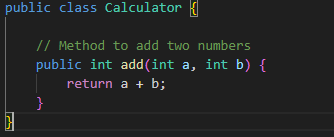 public class Calculator {
    // Method to add two numbers
    public int add(int a, int b) {
        return a + b;
    }
}